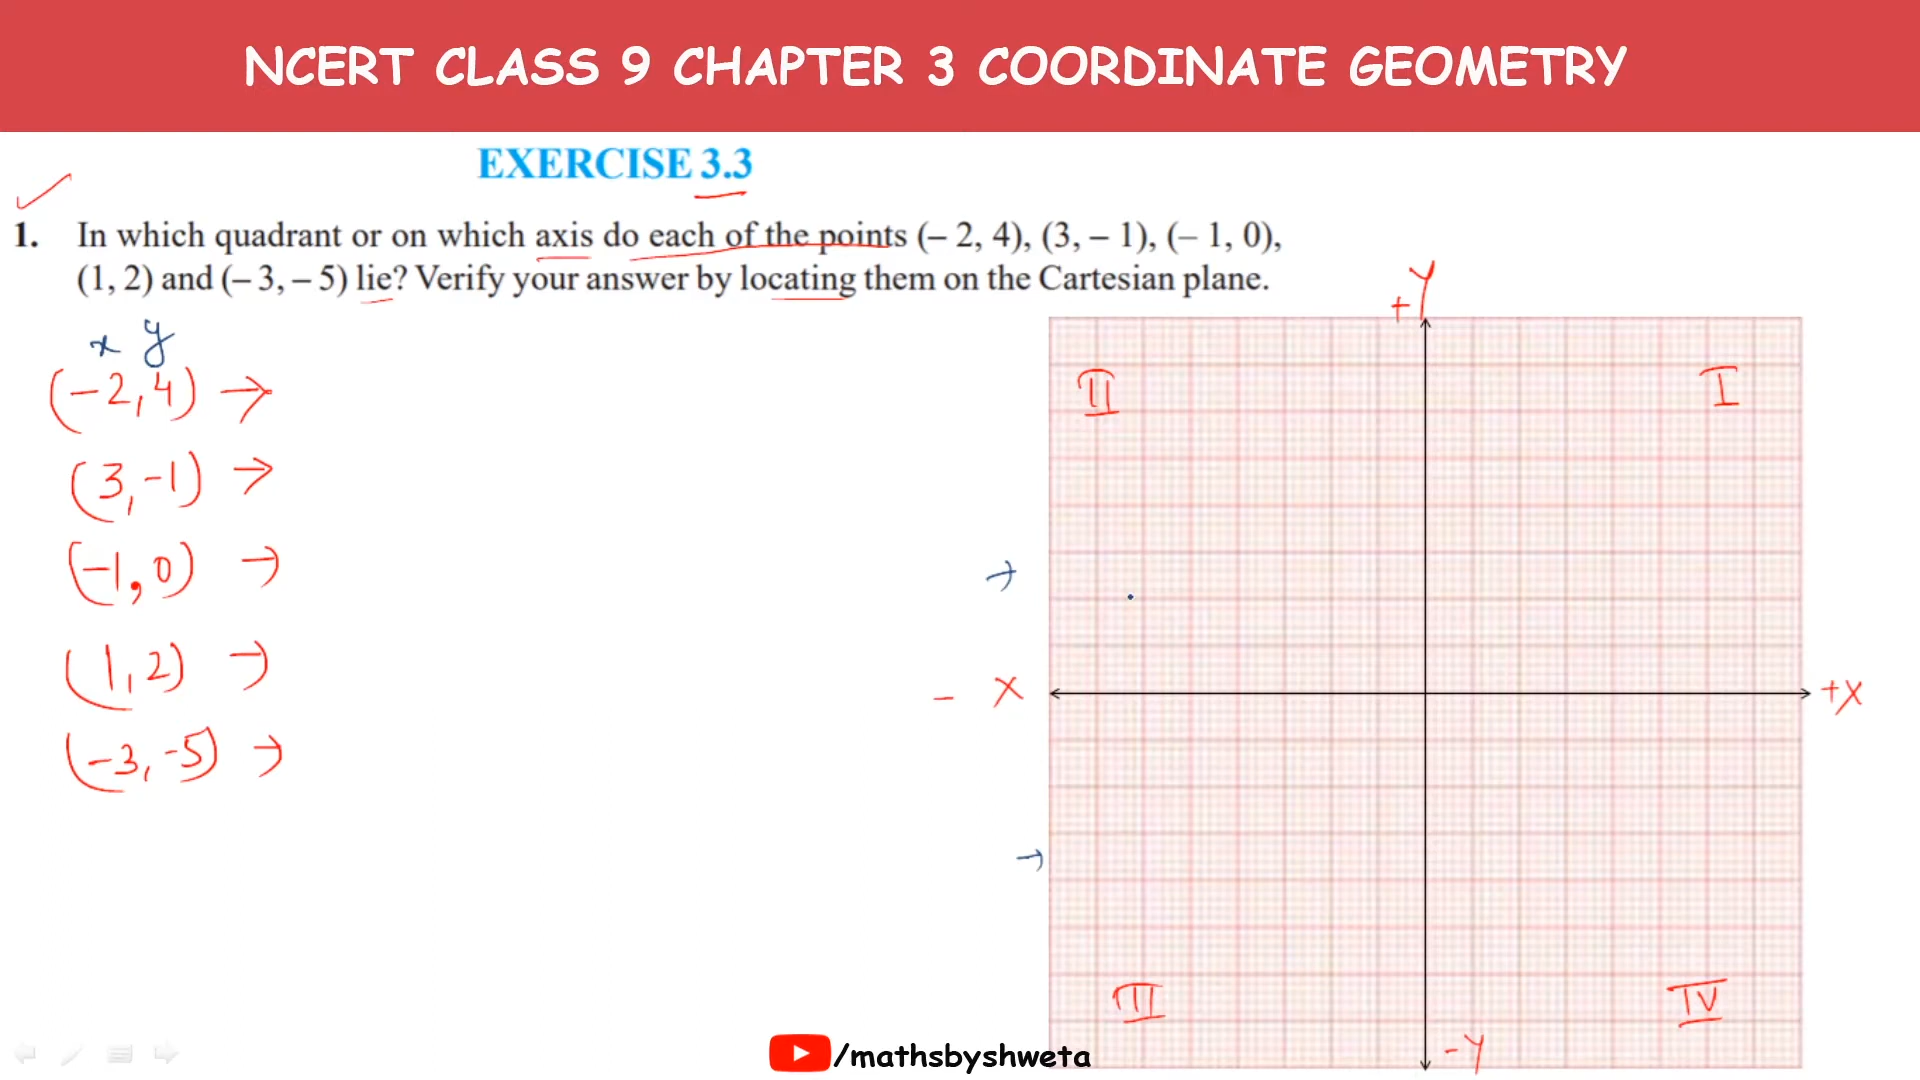 NCERT CLASS 9 CHAPTER 3 COORDINATE GEOMETRY
EXERCISE 3.3
1. In which quadrant or on which axis do each of the points (– 2, 4), (3, – 1), (– 1, 0),
(1, 2) and (– 3, – 5) lie? Verify your answer by locating them on the Cartesian plane.
+Y
x y
(-2, 4) →
II
I
(3, -1) →
(-1, 0) →
→
(1, 2) →
- X
+X
(-3, -5) →
→
III
IV
-Y
/mathsbyshweta